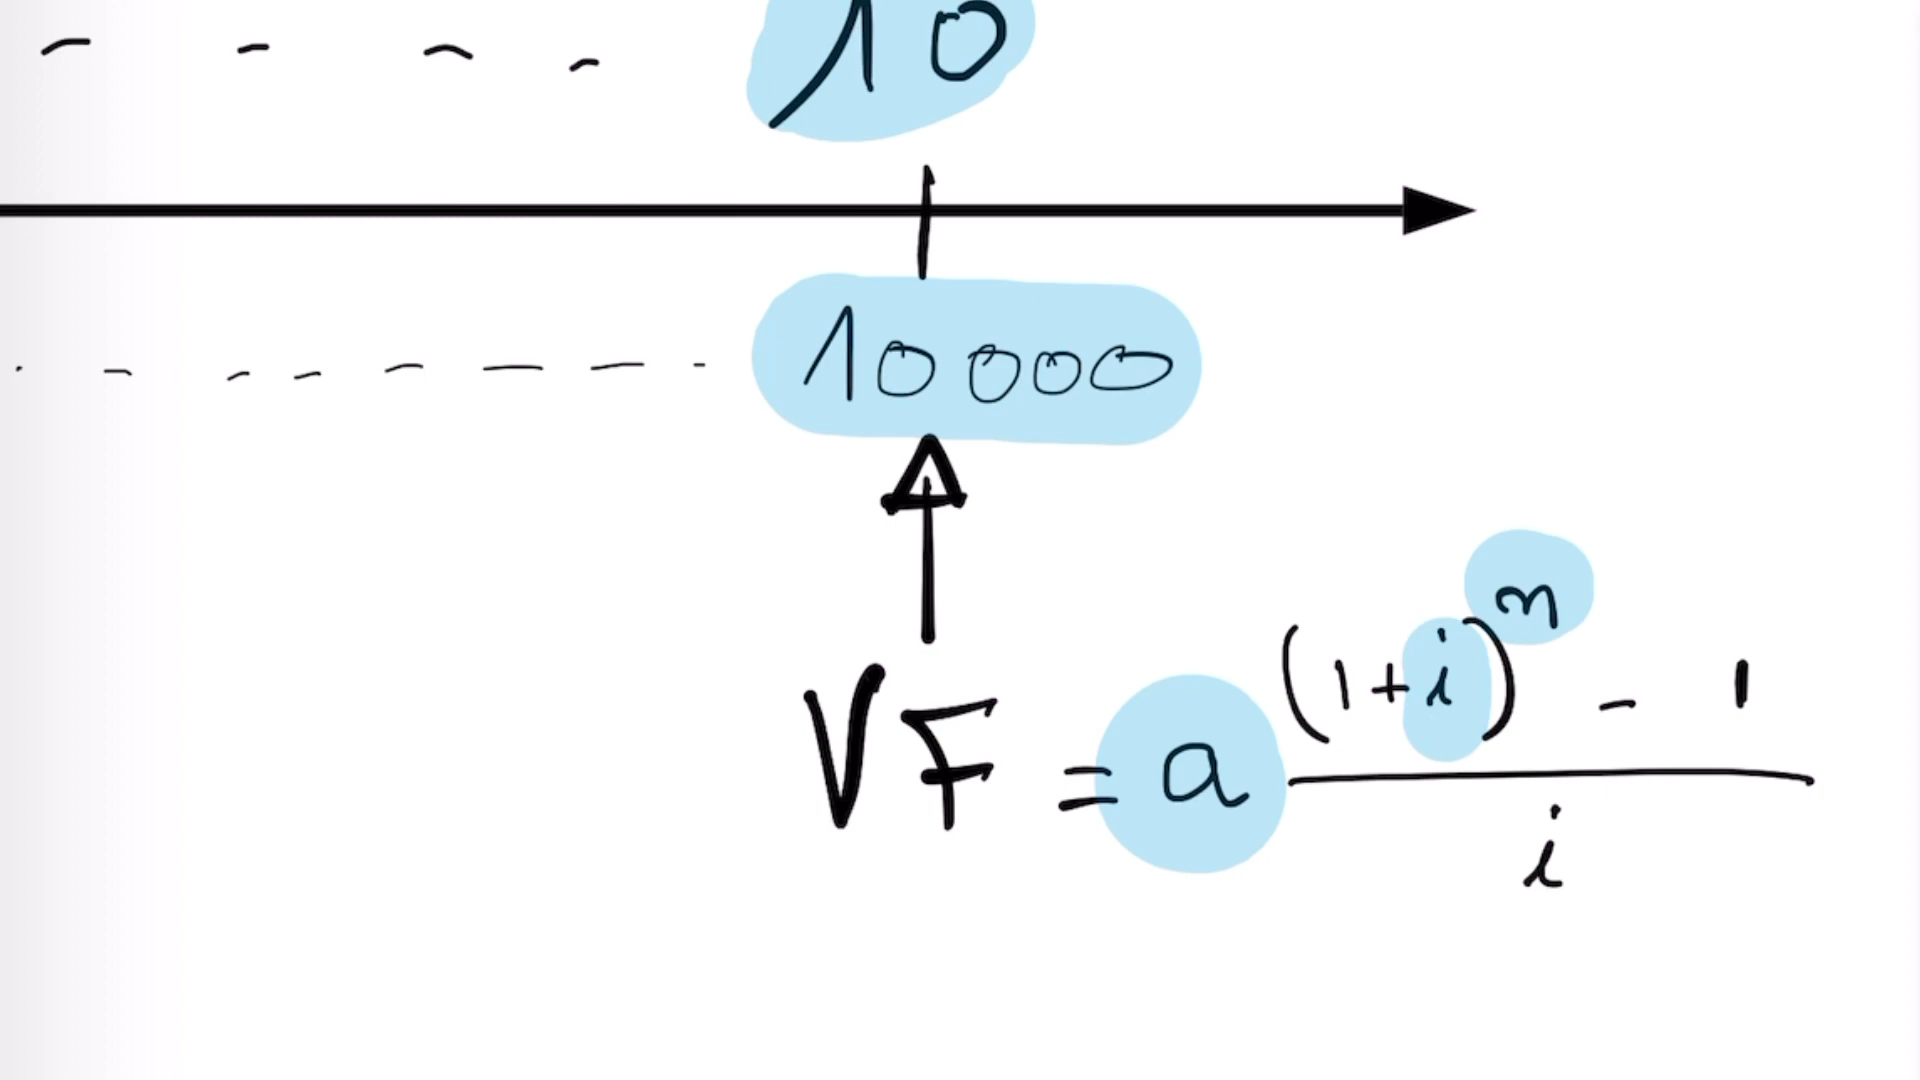 10
10000
VF = a ((1+i)^n - 1) / i